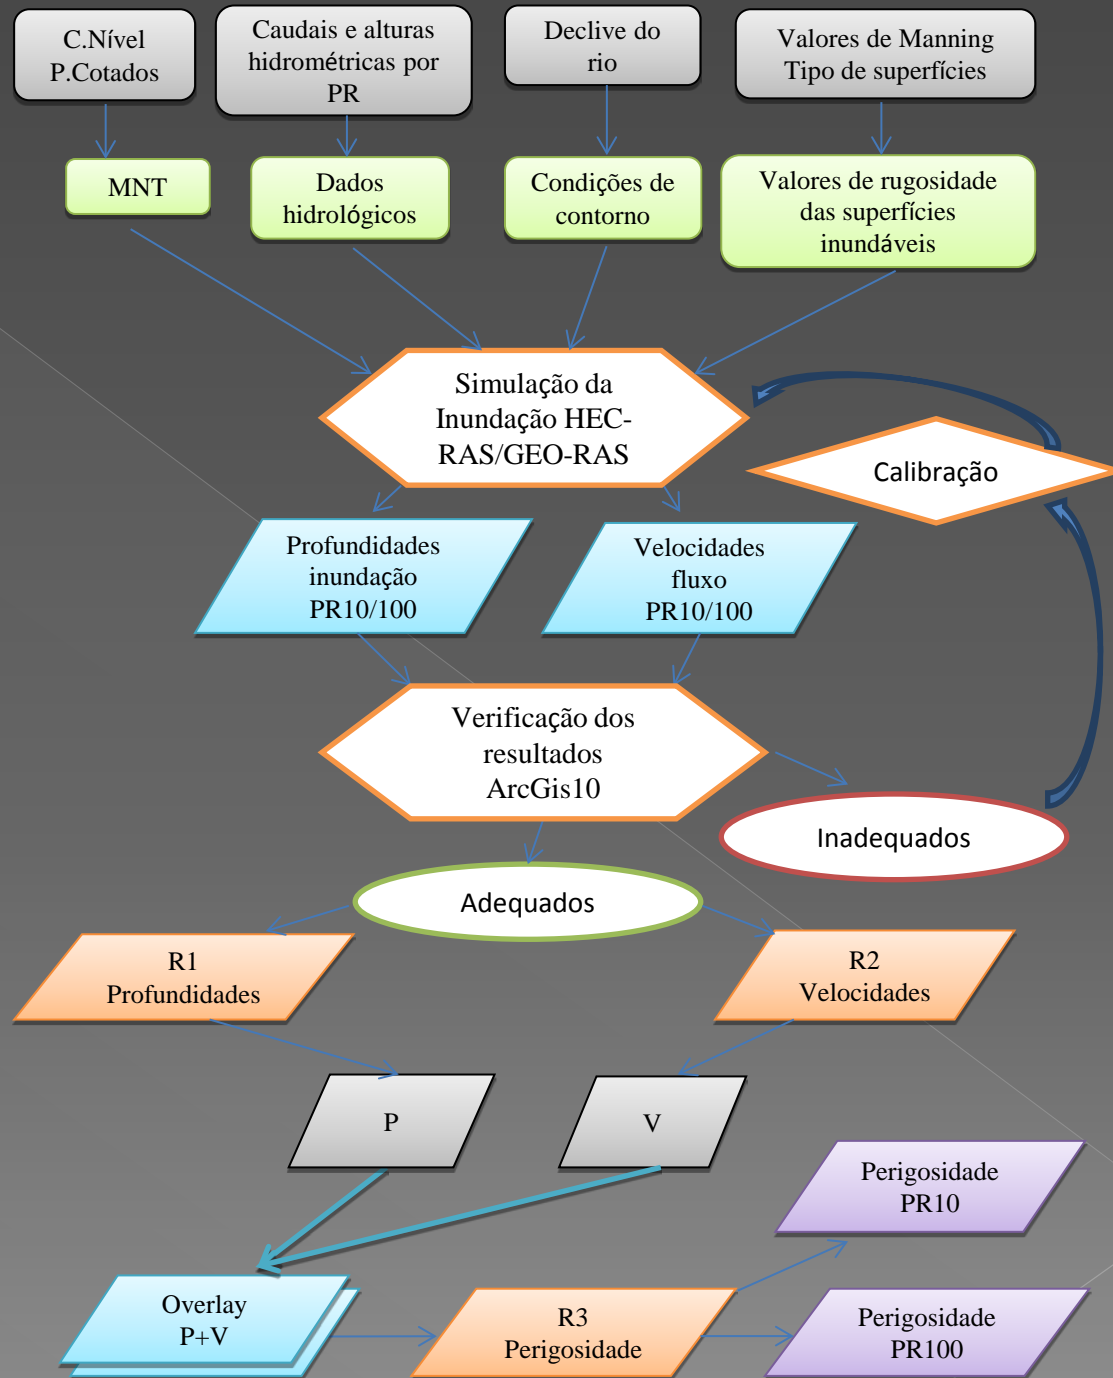 C.Nível
P.Cotados
Caudais e alturas
hidrométricas por
PR
Declive do
rio
Valores de Manning
Tipo de superfícies
MNT
Dados
hidrológicos
Condições de
contorno
Valores de rugosidade
das superfícies
inundáveis
Simulação da
Inundação HEC-
RAS/GEO-RAS
Calibração
Profundidades
inundação
PR10/100
Velocidades
fluxo
PR10/100
Verificação dos
resultados
ArcGis10
Inadequados
Adequados
R1
Profundidades
R2
Velocidades
P
V
Perigosidade
PR10
Overlay
P+V
R3
Perigosidade
Perigosidade
PR100